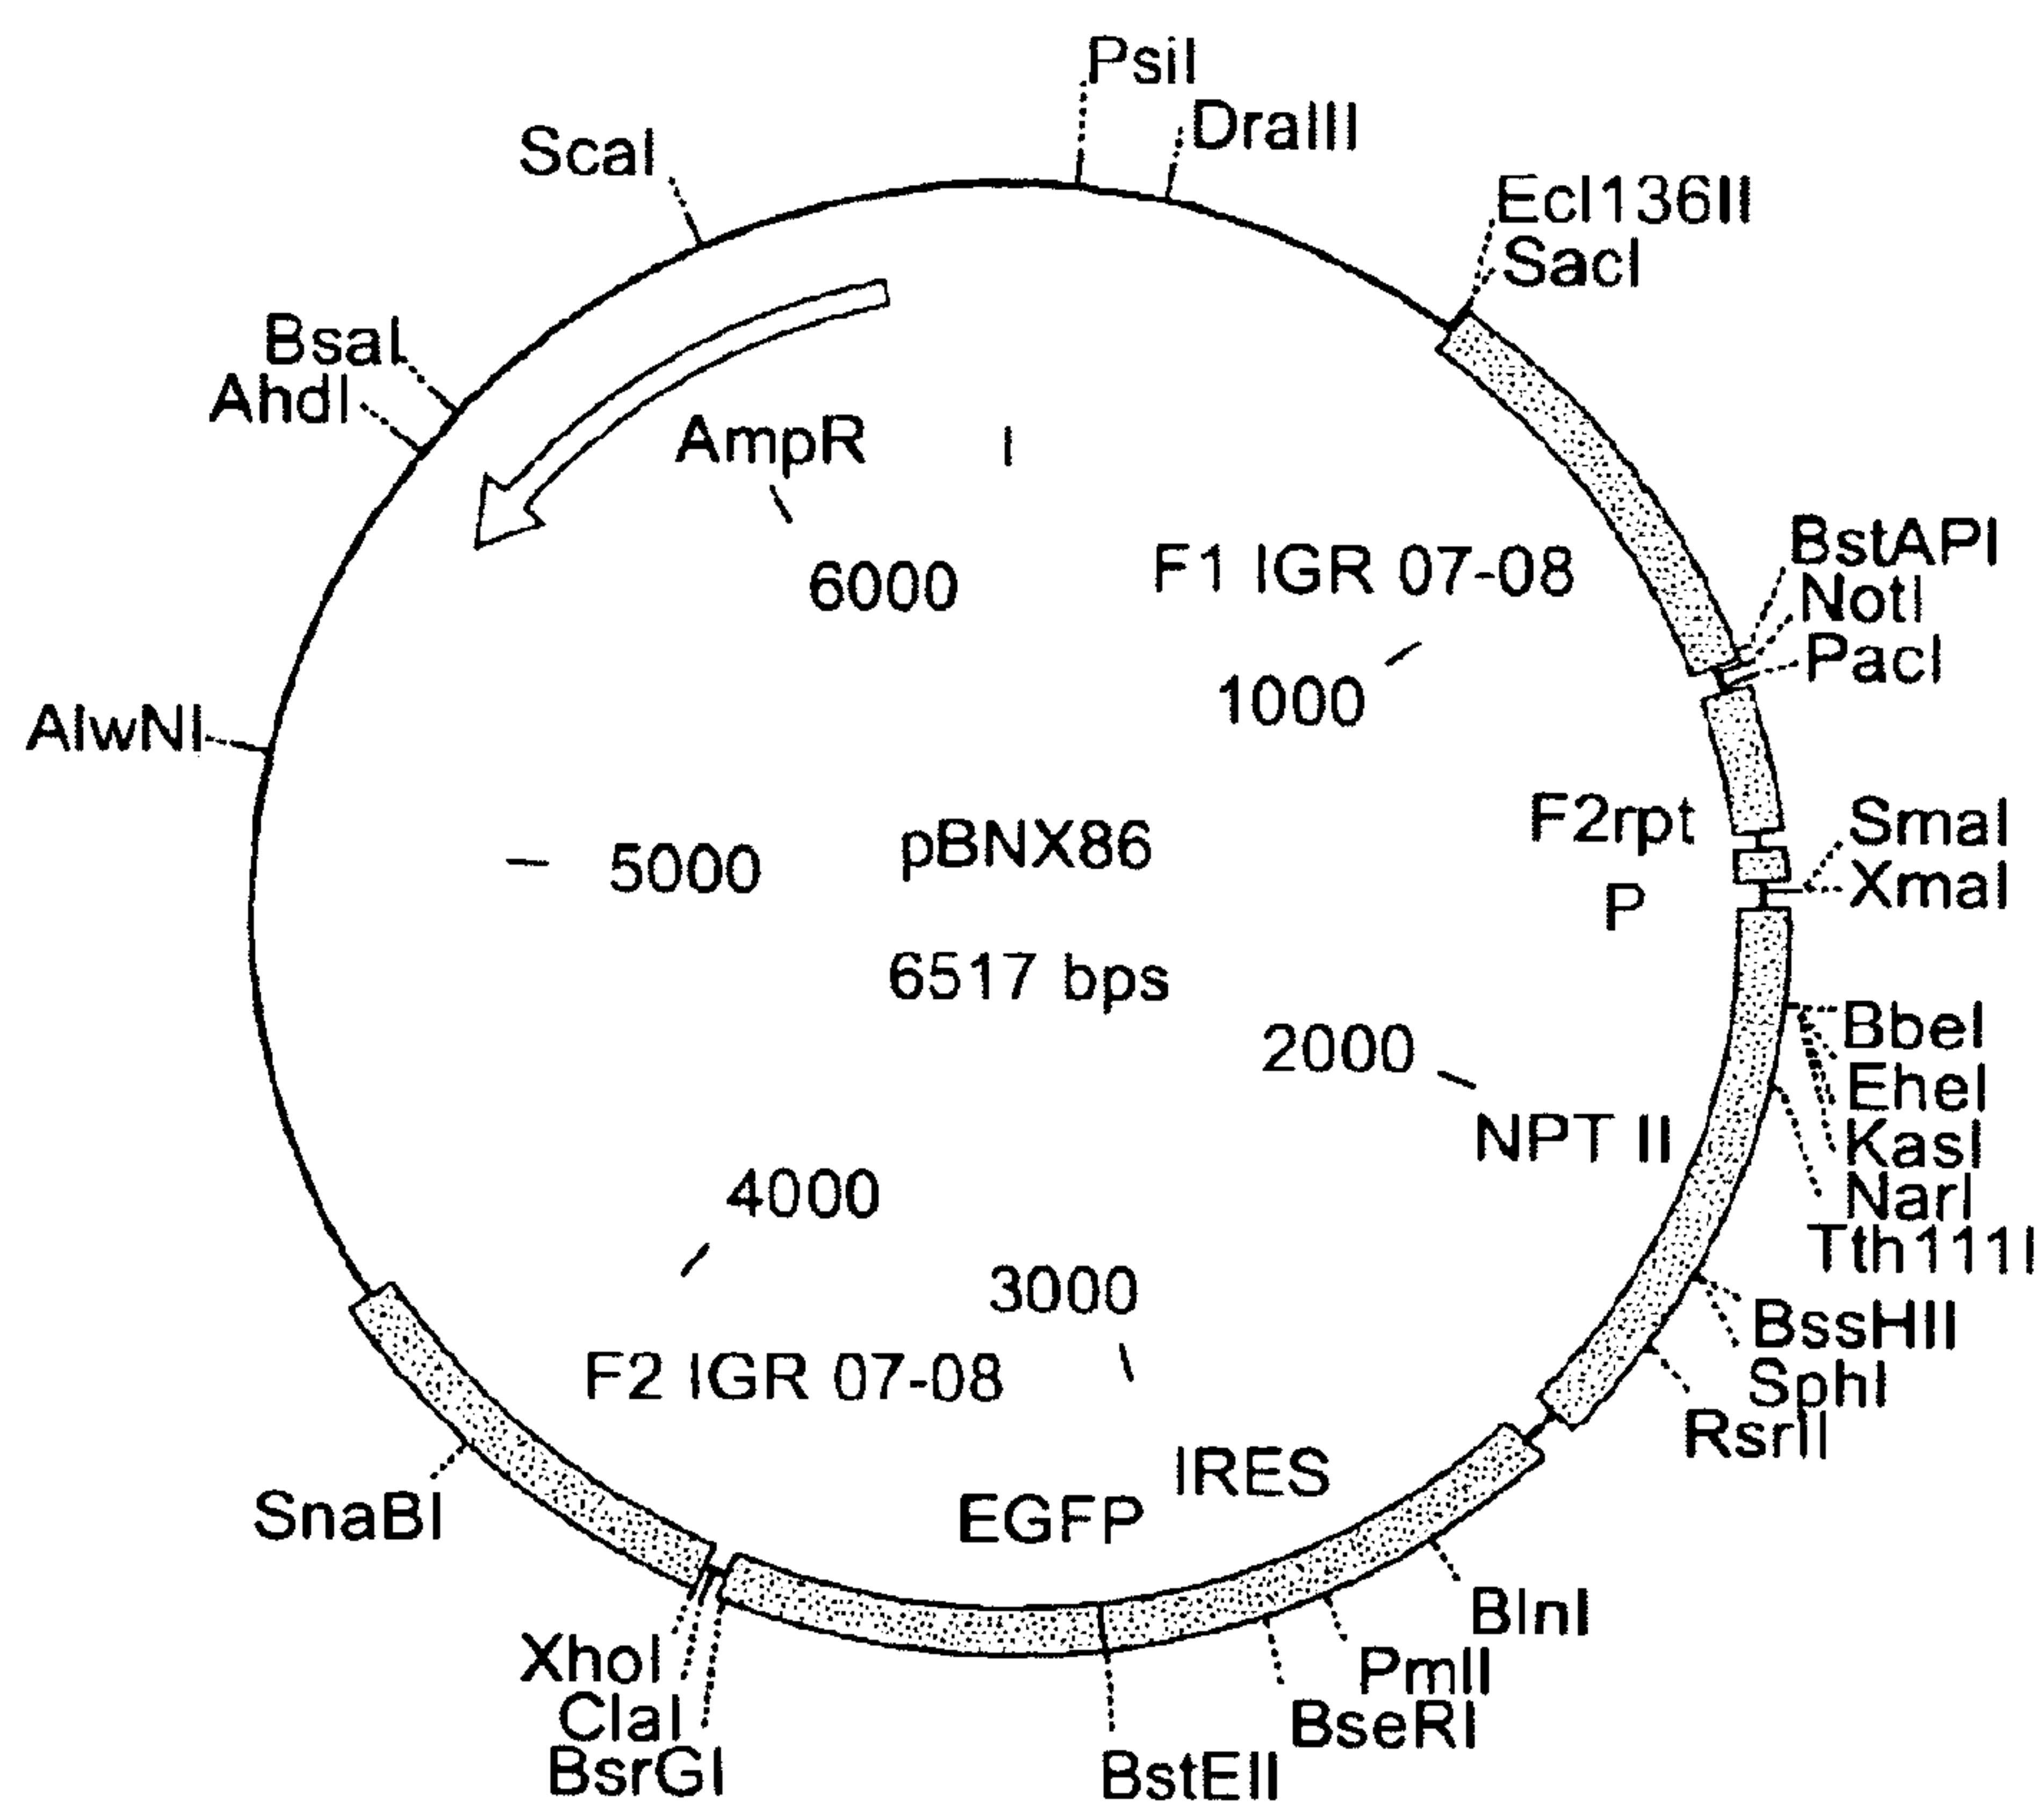 PsiI
DraIII
ScaI
Ecl136II
SacI
BsaI
AhdI
AmpR
I
BstAPI
NotI
PacI
F1 IGR 07-08
6000
1000
AlwNI
F2rpt
SmaI
XmaI
P
5000
pBNX86
6517 bps
BbeI
EheI
KasI
NarI
Tth111I
2000
NPT II
4000
3000
BssHII
SphI
RsrII
F2 IGR 07-08
IRES
EGFP
SnaBI
BlnI
PmlI
BseRI
BstEII
XhoI
ClaI
BsrGI